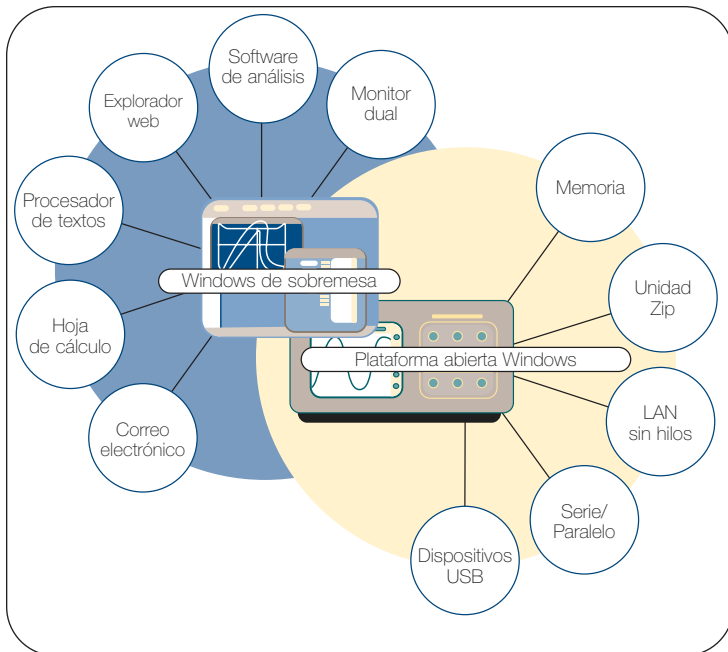 Software
de análisis
Explorador
web
Monitor
dual
Procesador
de textos
Memoria
Windows de sobremesa
Unidad
Zip
Hoja
de cálculo
Plataforma abierta Windows
LAN
sin hilos
Correo
electrónico
Serie/
Paralelo
Dispositivos
USB